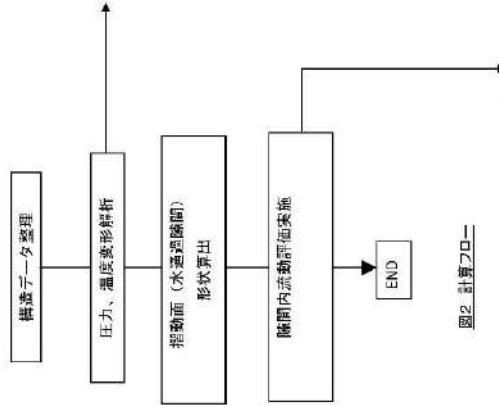 構造データ整理
圧力、温度変形解析
摺動面（水通過隙間）
形状算出
隙間内流動評価実施
END
図2 計算フロー